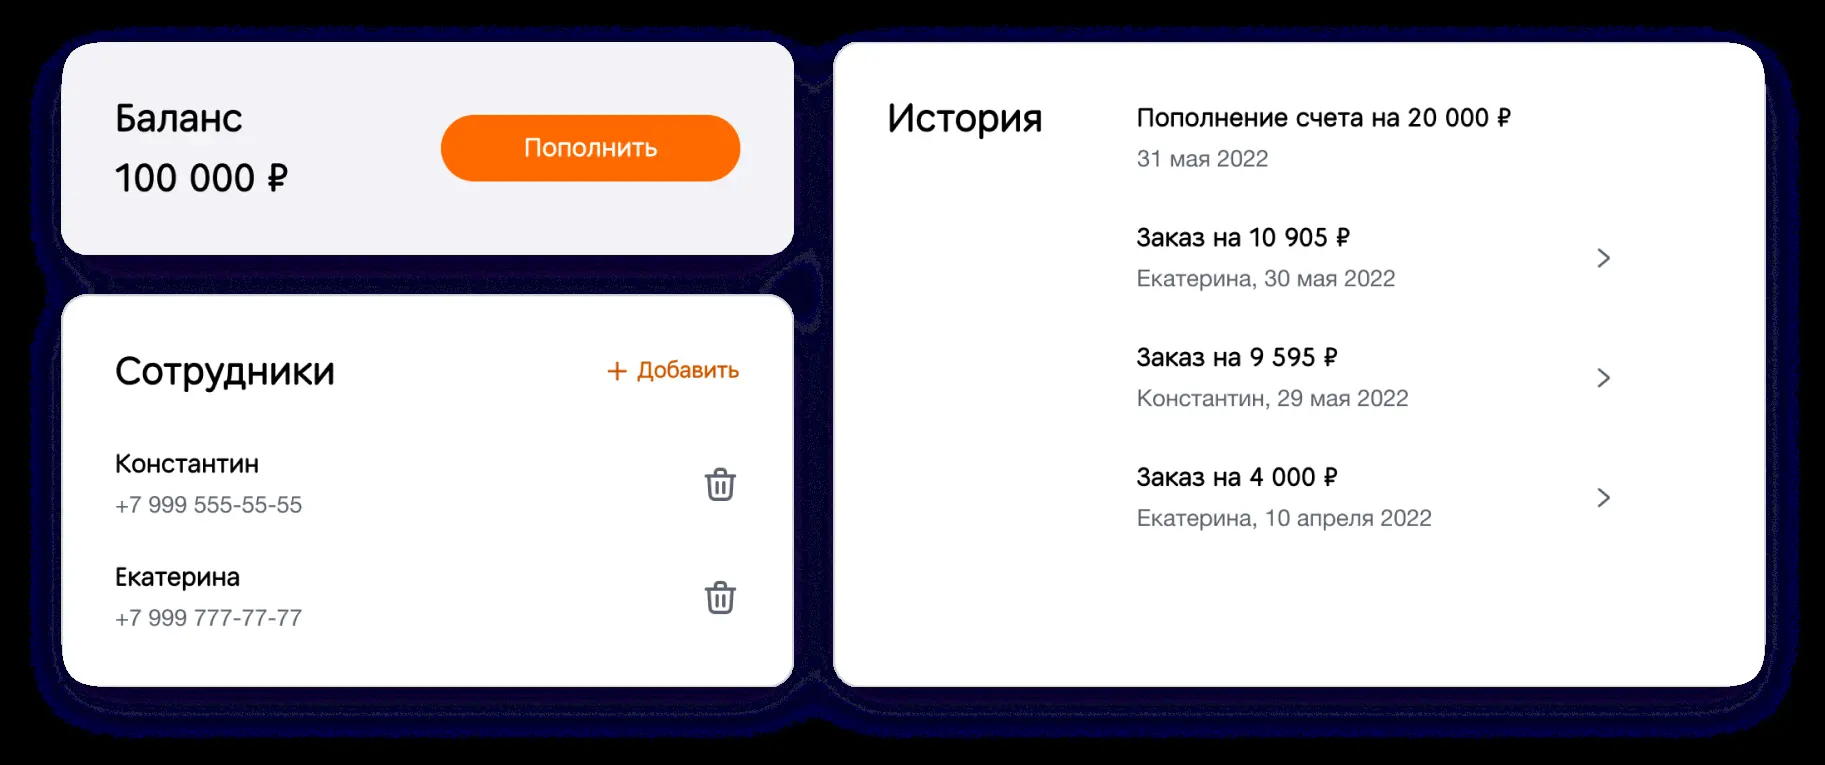 Баланс
100 000 ₽
Пополнить
Сотрудники
+ Добавить
Константин
+7 999 555-55-55
Екатерина
+7 999 777-77-77
История
Пополнение счета на 20 000 ₽
31 мая 2022
Заказ на 10 905 ₽
Екатерина, 30 мая 2022
Заказ на 9 595 ₽
Константин, 29 мая 2022
Заказ на 4 000 ₽
Екатерина, 10 апреля 2022